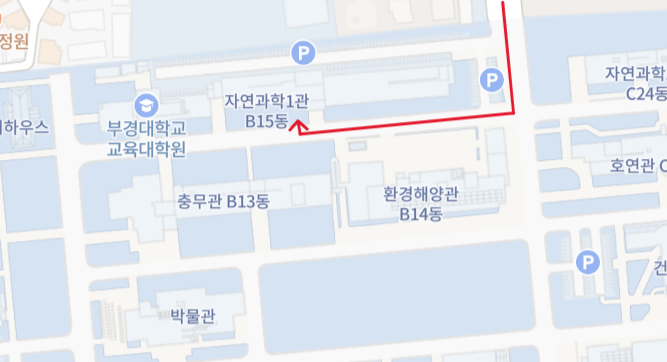 정원
P
자연과학1관
B15동
P
자연과학
C24동
하우스
부경대학교
교육대학원
호연관 C
충무관 B13동
환경해양관
B14동
P
건
박물관